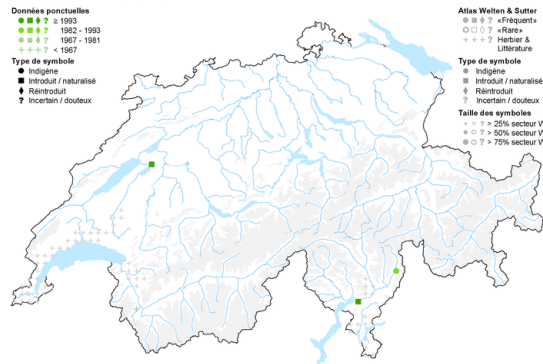 Données ponctuelles
≥ 1993
1982 - 1993
1967 - 1981
< 1967
Type de symbole
Indigène
Introduit / naturalisé
Réintroduit
? Incertain / douteux
Atlas Welten & Sutter
? «Fréquent»
? «Rare»
Herbier &
Littérature
Type de symbole
Indigène
Introduit / naturalisé
Réintroduit
? Incertain / douteux
Taille des symboles
? > 25% secteur W
? > 50% secteur W
? > 75% secteur W